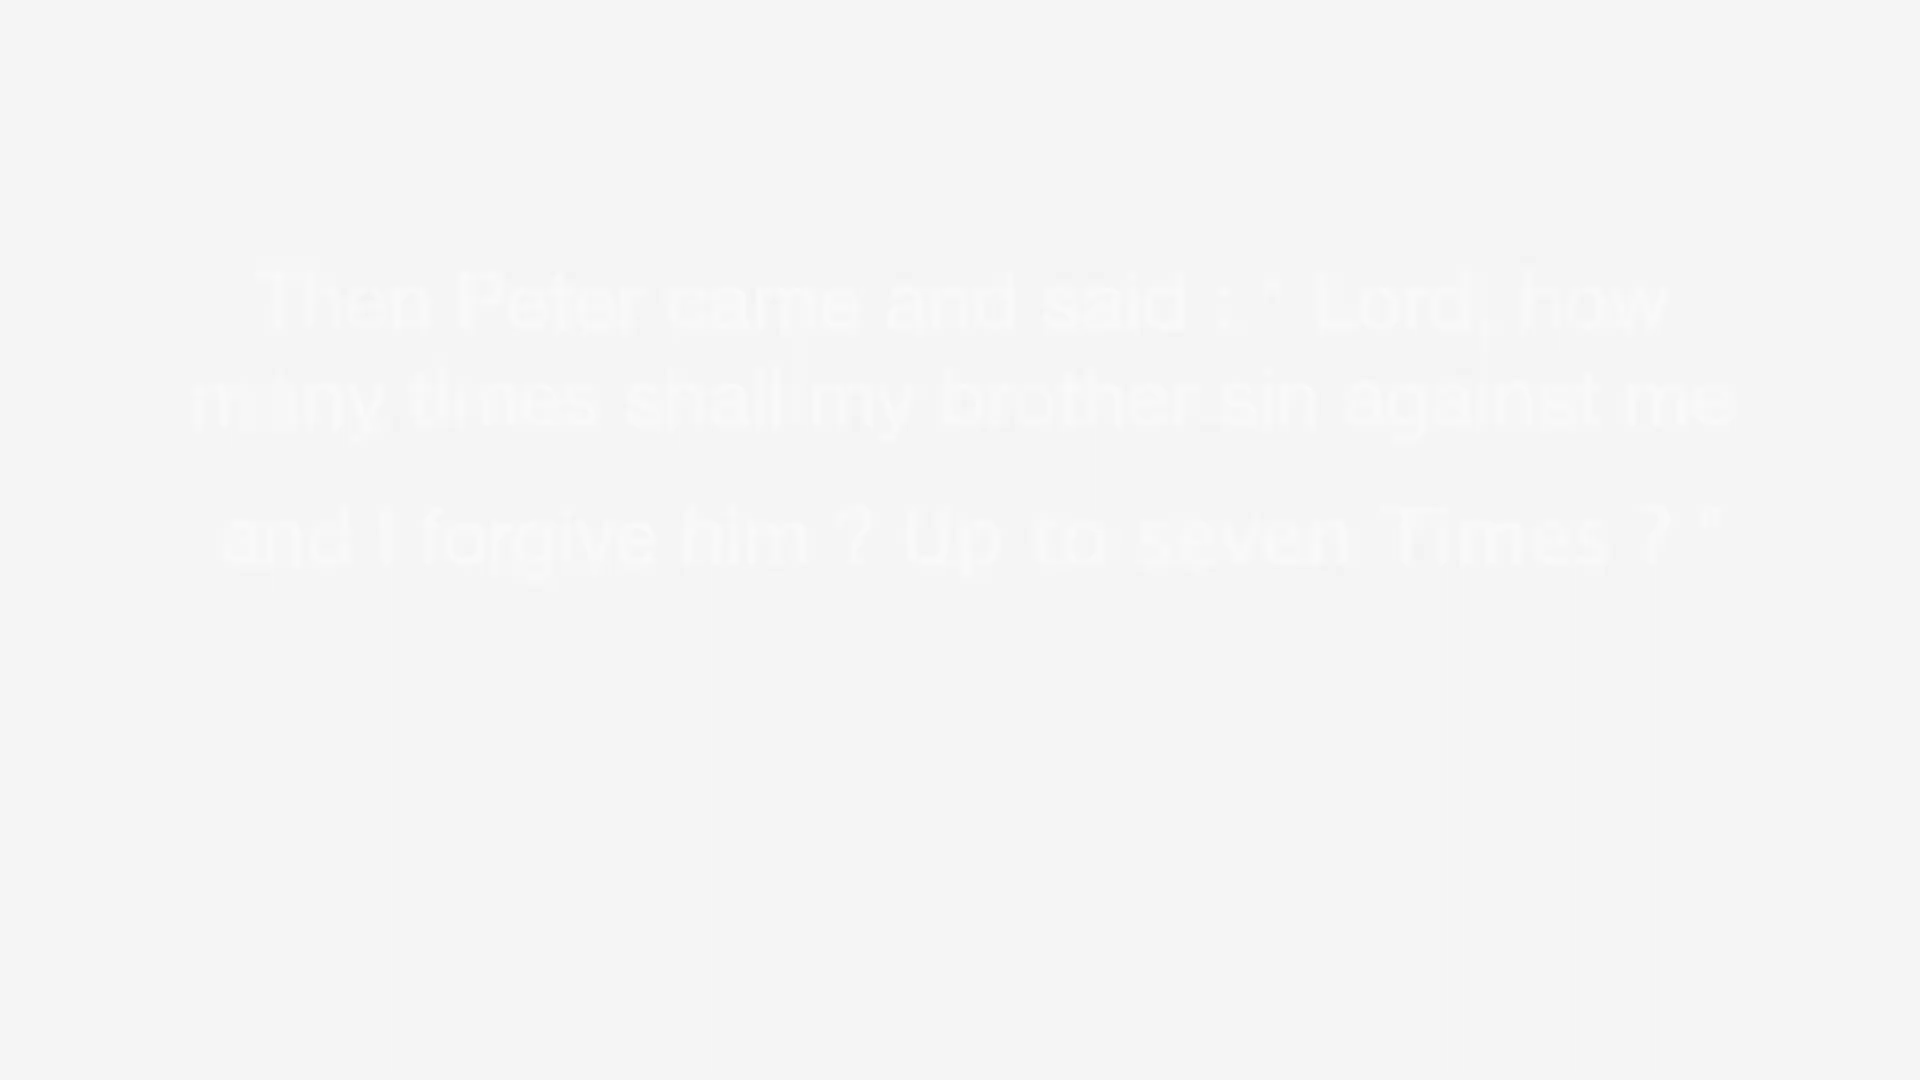 Then Peter came and said : " Lord, how
many times shall my brother sin against me
and I forgive him ? Up to seven Times ? "